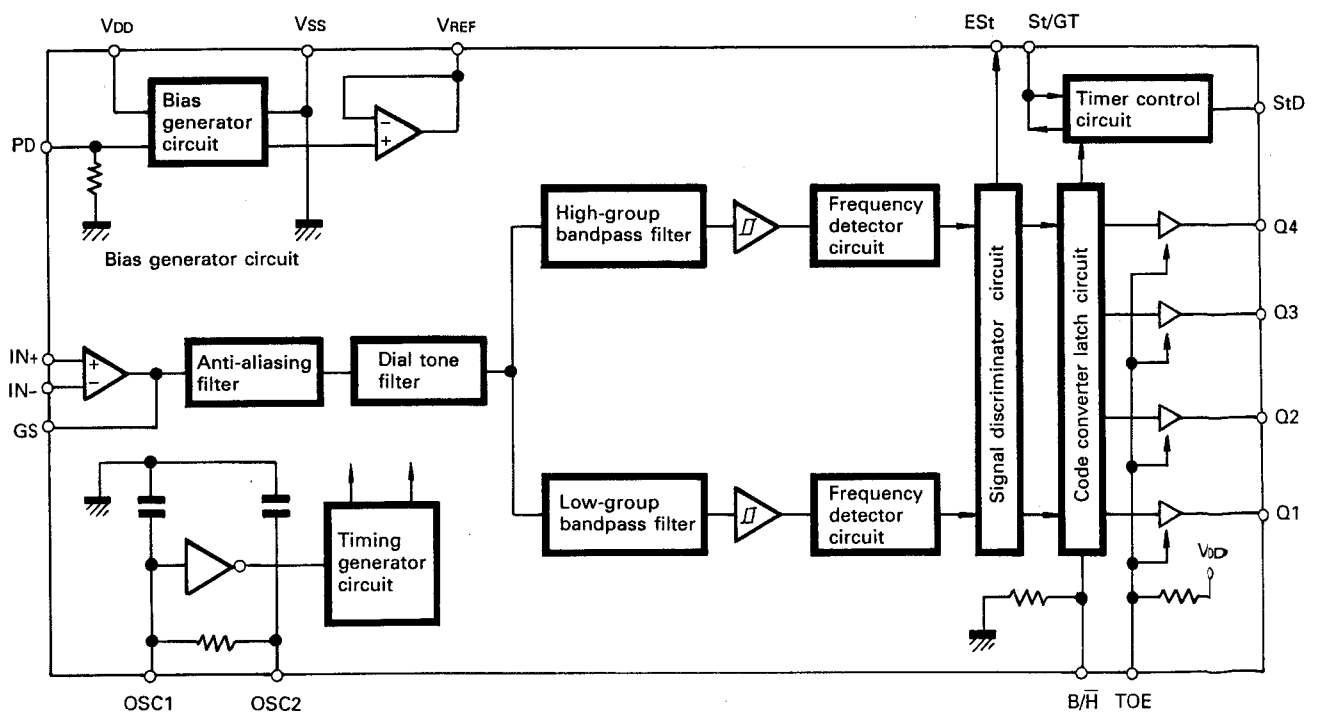 VDD
VSS
VREF
ESt
St/GT
Bias
generator
circuit
−
+
Timer control
circuit
StD
PD
Bias generator circuit
High-group
bandpass filter
Frequency
detector
circuit
Signal discriminator circuit
Code converter latch circuit
Q4
Q3
Q2
Q1
IN+
IN−
GS
+
−
Anti-aliasing
filter
Dial tone
filter
Low-group
bandpass filter
Frequency
detector
circuit
Timing
generator
circuit
VDD
OSC1
OSC2
B/H̅
TOE